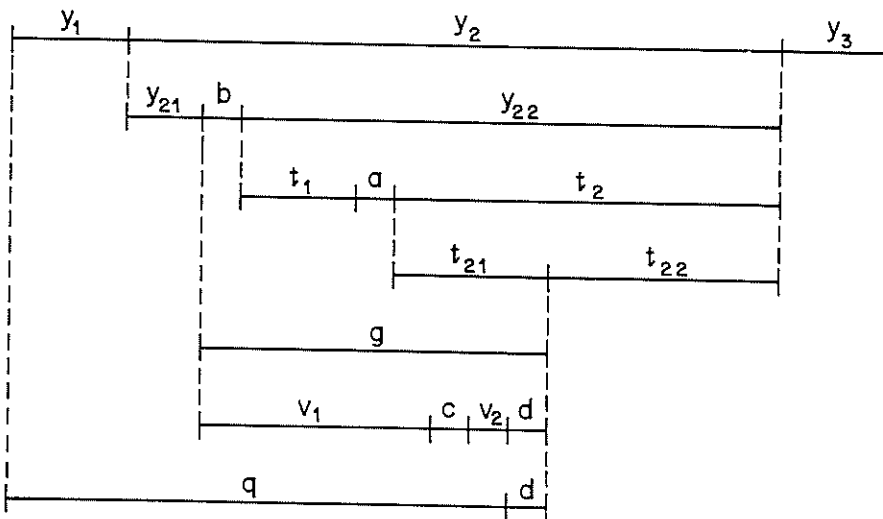 y₁ y₂ y₃
y₂₁ b y₂₂
t₁ a t₂
t₂₁ t₂₂
g
v₁ c v₂ d
q d